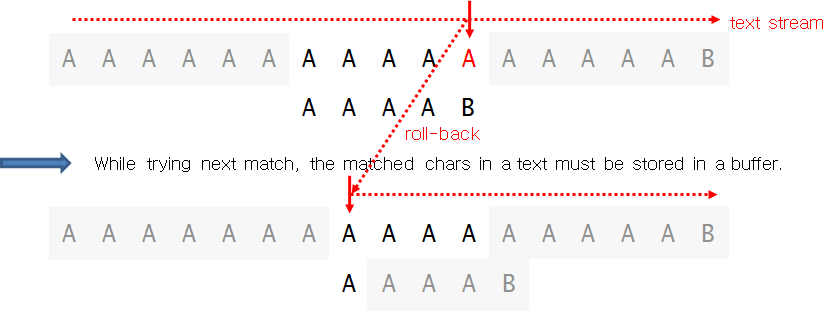 text stream
A A A A A A A A A A A A A A A A B
A A A A B
roll-back
While trying next match, the matched chars in a text must be stored in a buffer.
A A A A A A A A A A A A A A A A B
A A A A B